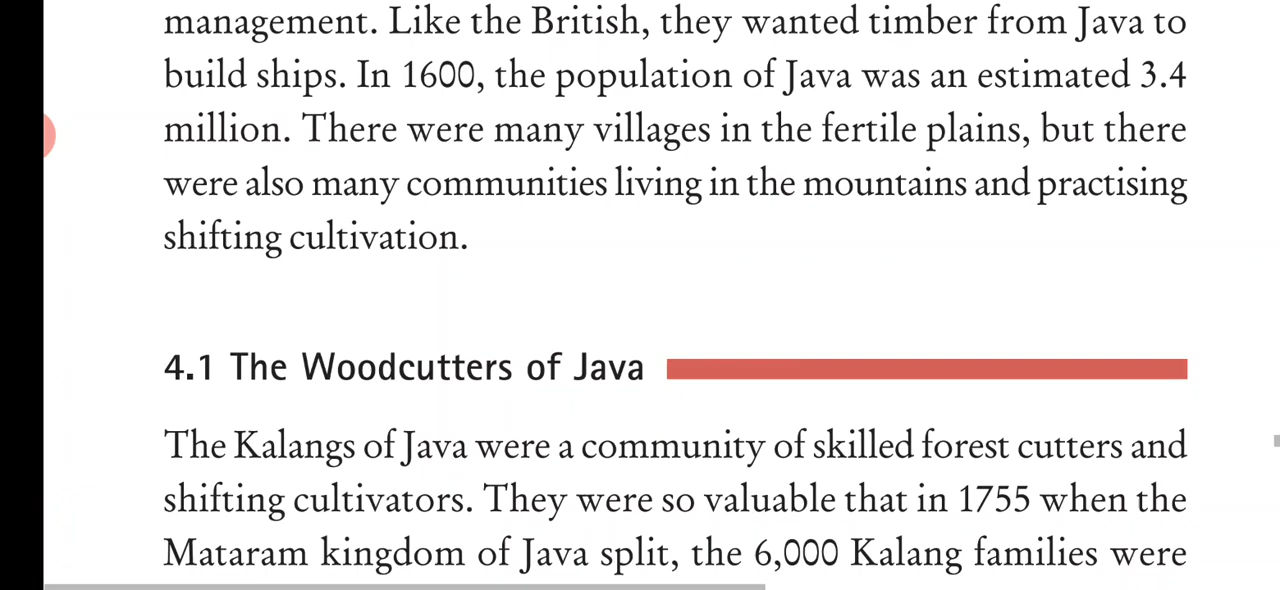 management. Like the British, they wanted timber from Java to
build ships. In 1600, the population of Java was an estimated 3.4
million. There were many villages in the fertile plains, but there
were also many communities living in the mountains and practising
shifting cultivation.
4.1 The Woodcutters of Java
The Kalangs of Java were a community of skilled forest cutters and
shifting cultivators. They were so valuable that in 1755 when the
Mataram kingdom of Java split, the 6,000 Kalang families were